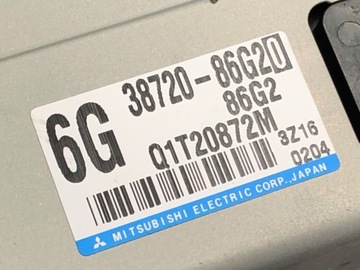 38720-86G20
6G 86G2
Q1T20872M
3Z16
0204
MITSUBISHI ELECTRIC CORP., JAPAN